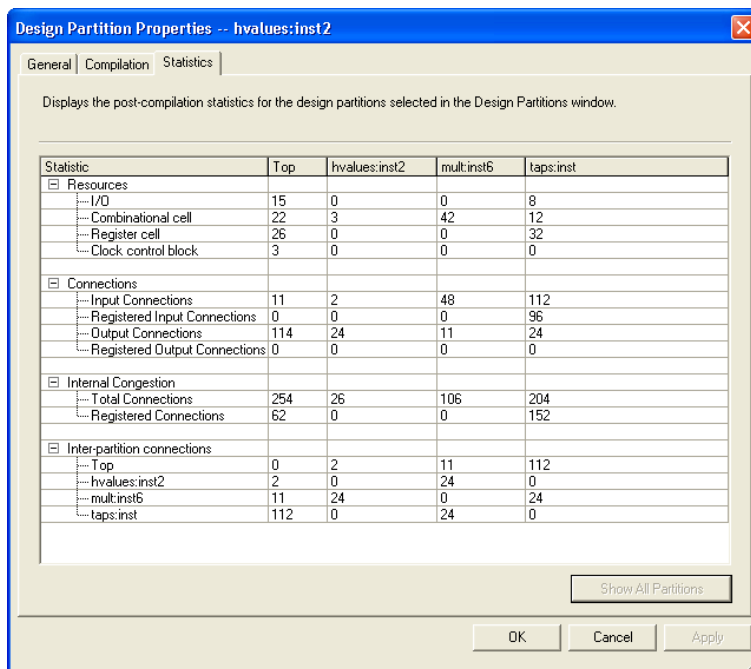 Design Partition Properties -- hvalues:inst2
General Compilation Statistics
Displays the post-compilation statistics for the design partitions selected in the Design Partitions window.
Statistic Top hvalues:inst2 mult:inst6 taps:inst
Resources
I/O 15 0 0 8
Combinational cell 22 3 42 12
Register cell 26 0 0 32
Clock control block 3 0 0 0
Connections
Input Connections 11 2 48 112
Registered Input Connections 0 0 0 96
Output Connections 114 24 11 24
Registered Output Connections 0 0 0 0
Internal Congestion
Total Connections 254 26 106 204
Registered Connections 62 0 0 152
Inter-partition connections
Top 0 2 11 112
hvalues:inst2 2 0 24 0
mult:inst6 11 24 0 24
taps:inst 112 0 24 0
Show All Partitions
OK Cancel Apply